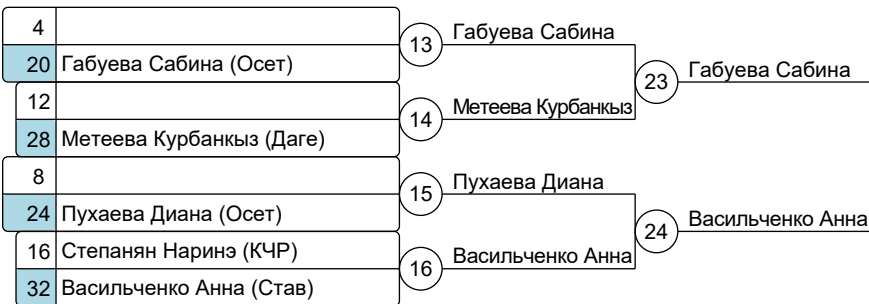 4
20 Габуева Сабина (Осет)
12
28 Метеева Курбанкыз (Даге)
8
24 Пухаева Диана (Осет)
16 Степанян Наринэ (КЧР)
32 Васильченко Анна (Став)
13 Габуева Сабина
14 Метеева Курбанкыз
15 Пухаева Диана
16 Васильченко Анна
23 Габуева Сабина
24 Васильченко Анна